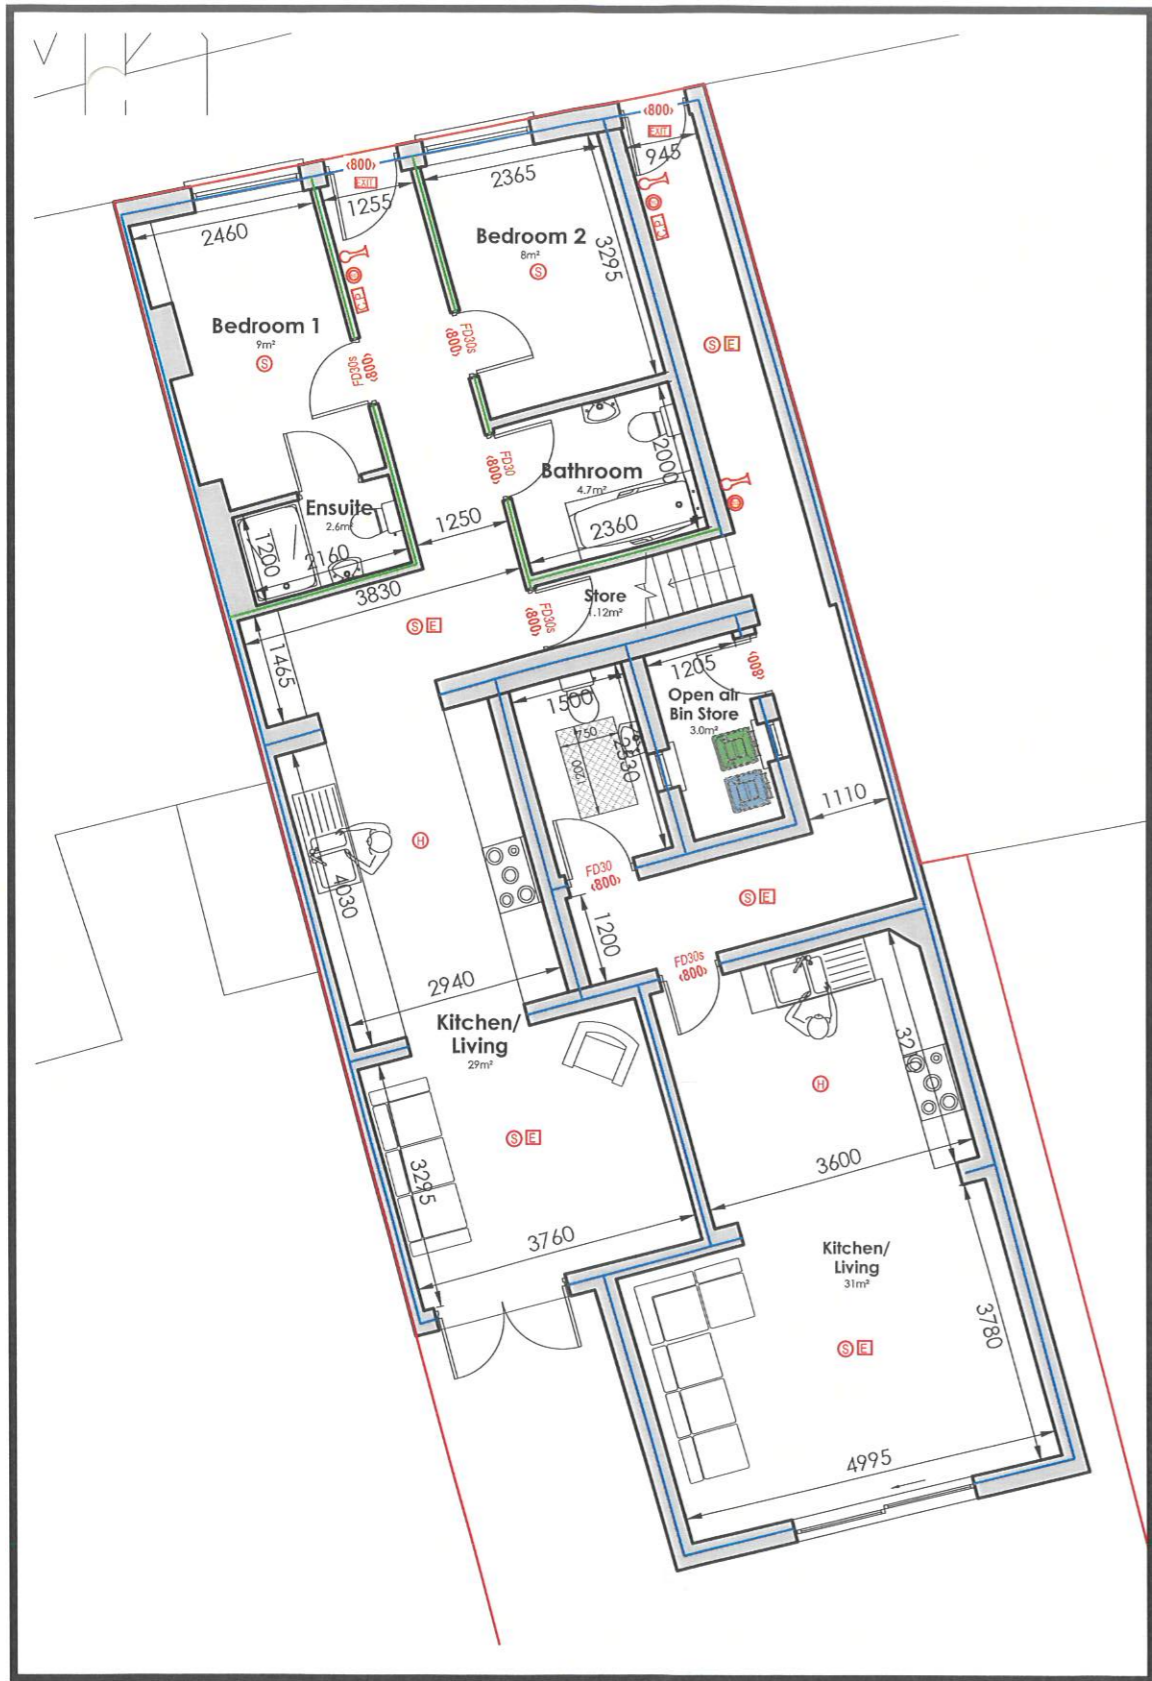 ‹800›
EXIT
945
‹800›
EXIT
1255
2365
2460
Bedroom 2
8m²
S
3295
MCP
MCP
Bedroom 1
9m²
S
FD30s
‹800›
FD30s
‹800›
S E
FD30
‹800›
2000
Bathroom
4.7m²
Ensuite
2.6m²
1250
2360
1200
2160
3830
Store
1.12m²
FD30s
‹800›
S E
1465
1205
‹800›
Open air
Bin Store
3.0m²
1500
750
1200
1110
H
4030
FD30
‹800›
S E
1200
FD30s
‹800›
2940
Kitchen/
Living
29m²
H
S E
3295
3600
3760
Kitchen/
Living
31m²
3780
S E
4995